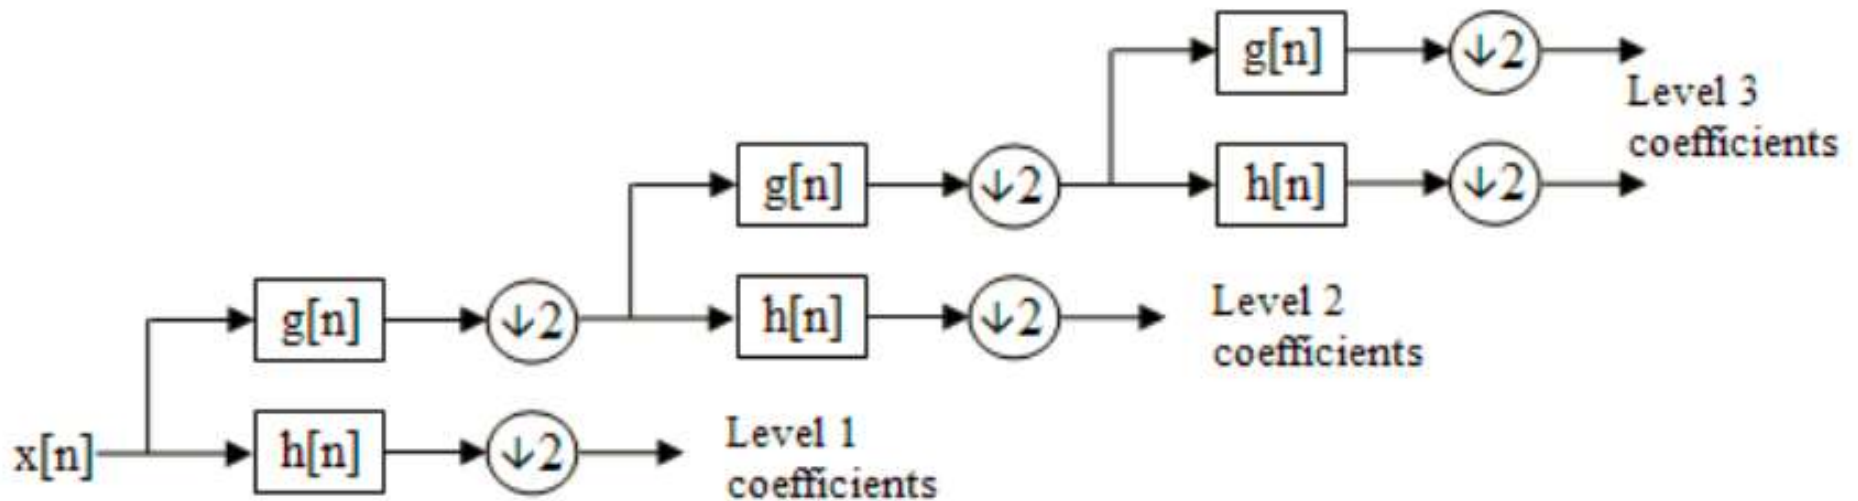 g[n] ↓2
Level 3
coefficients
g[n] ↓2 h[n] ↓2
g[n] ↓2 h[n] ↓2
Level 2
coefficients
x[n] h[n] ↓2
Level 1
coefficients